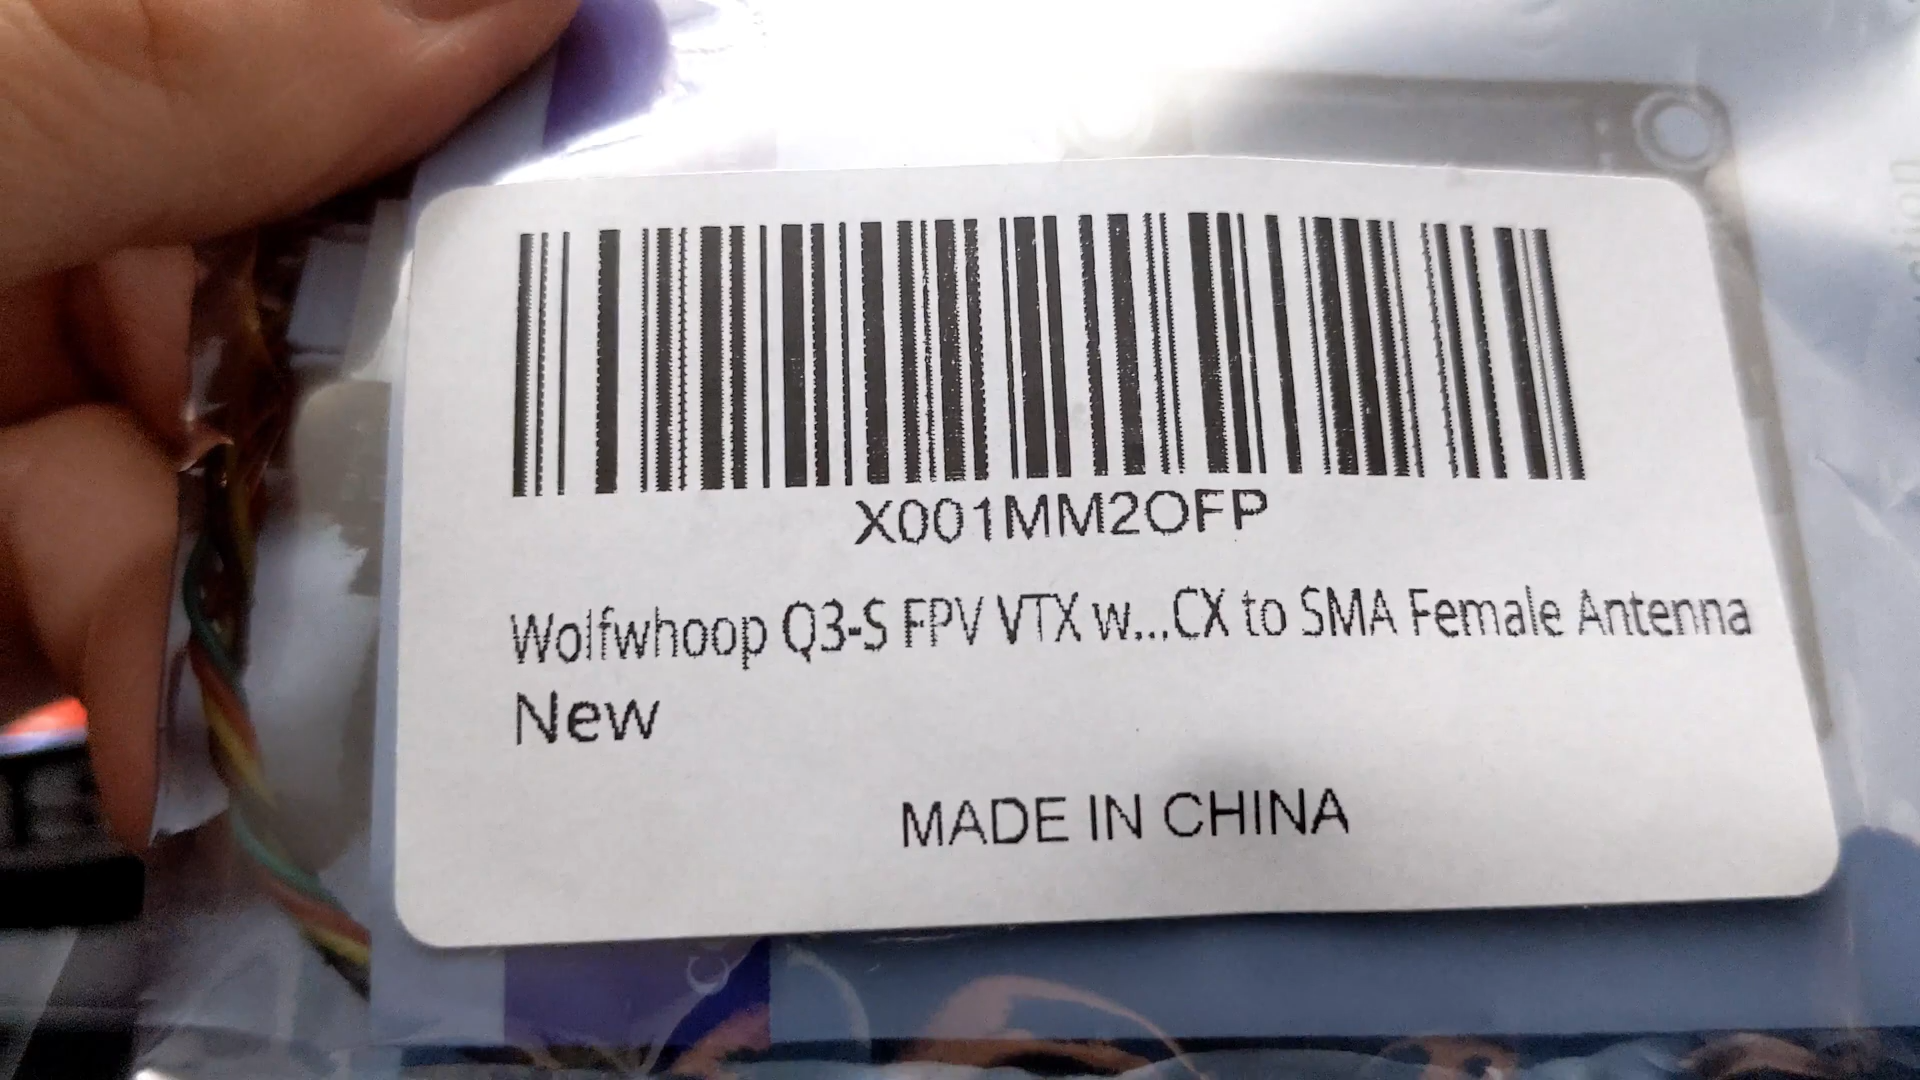 X001MM2OFP
Wolfwhoop Q3-S FPV VTX w...CX to SMA Female Antenna
New
MADE IN CHINA